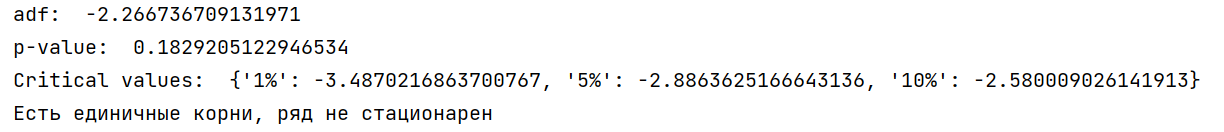 adf:  -2.266736709131971
p-value:  0.1829205122946534
Critical values:  {'1%': -3.4870216863700767, '5%': -2.8863625166643136, '10%': -2.580009026141913}
Есть единичные корни, ряд не стационарен